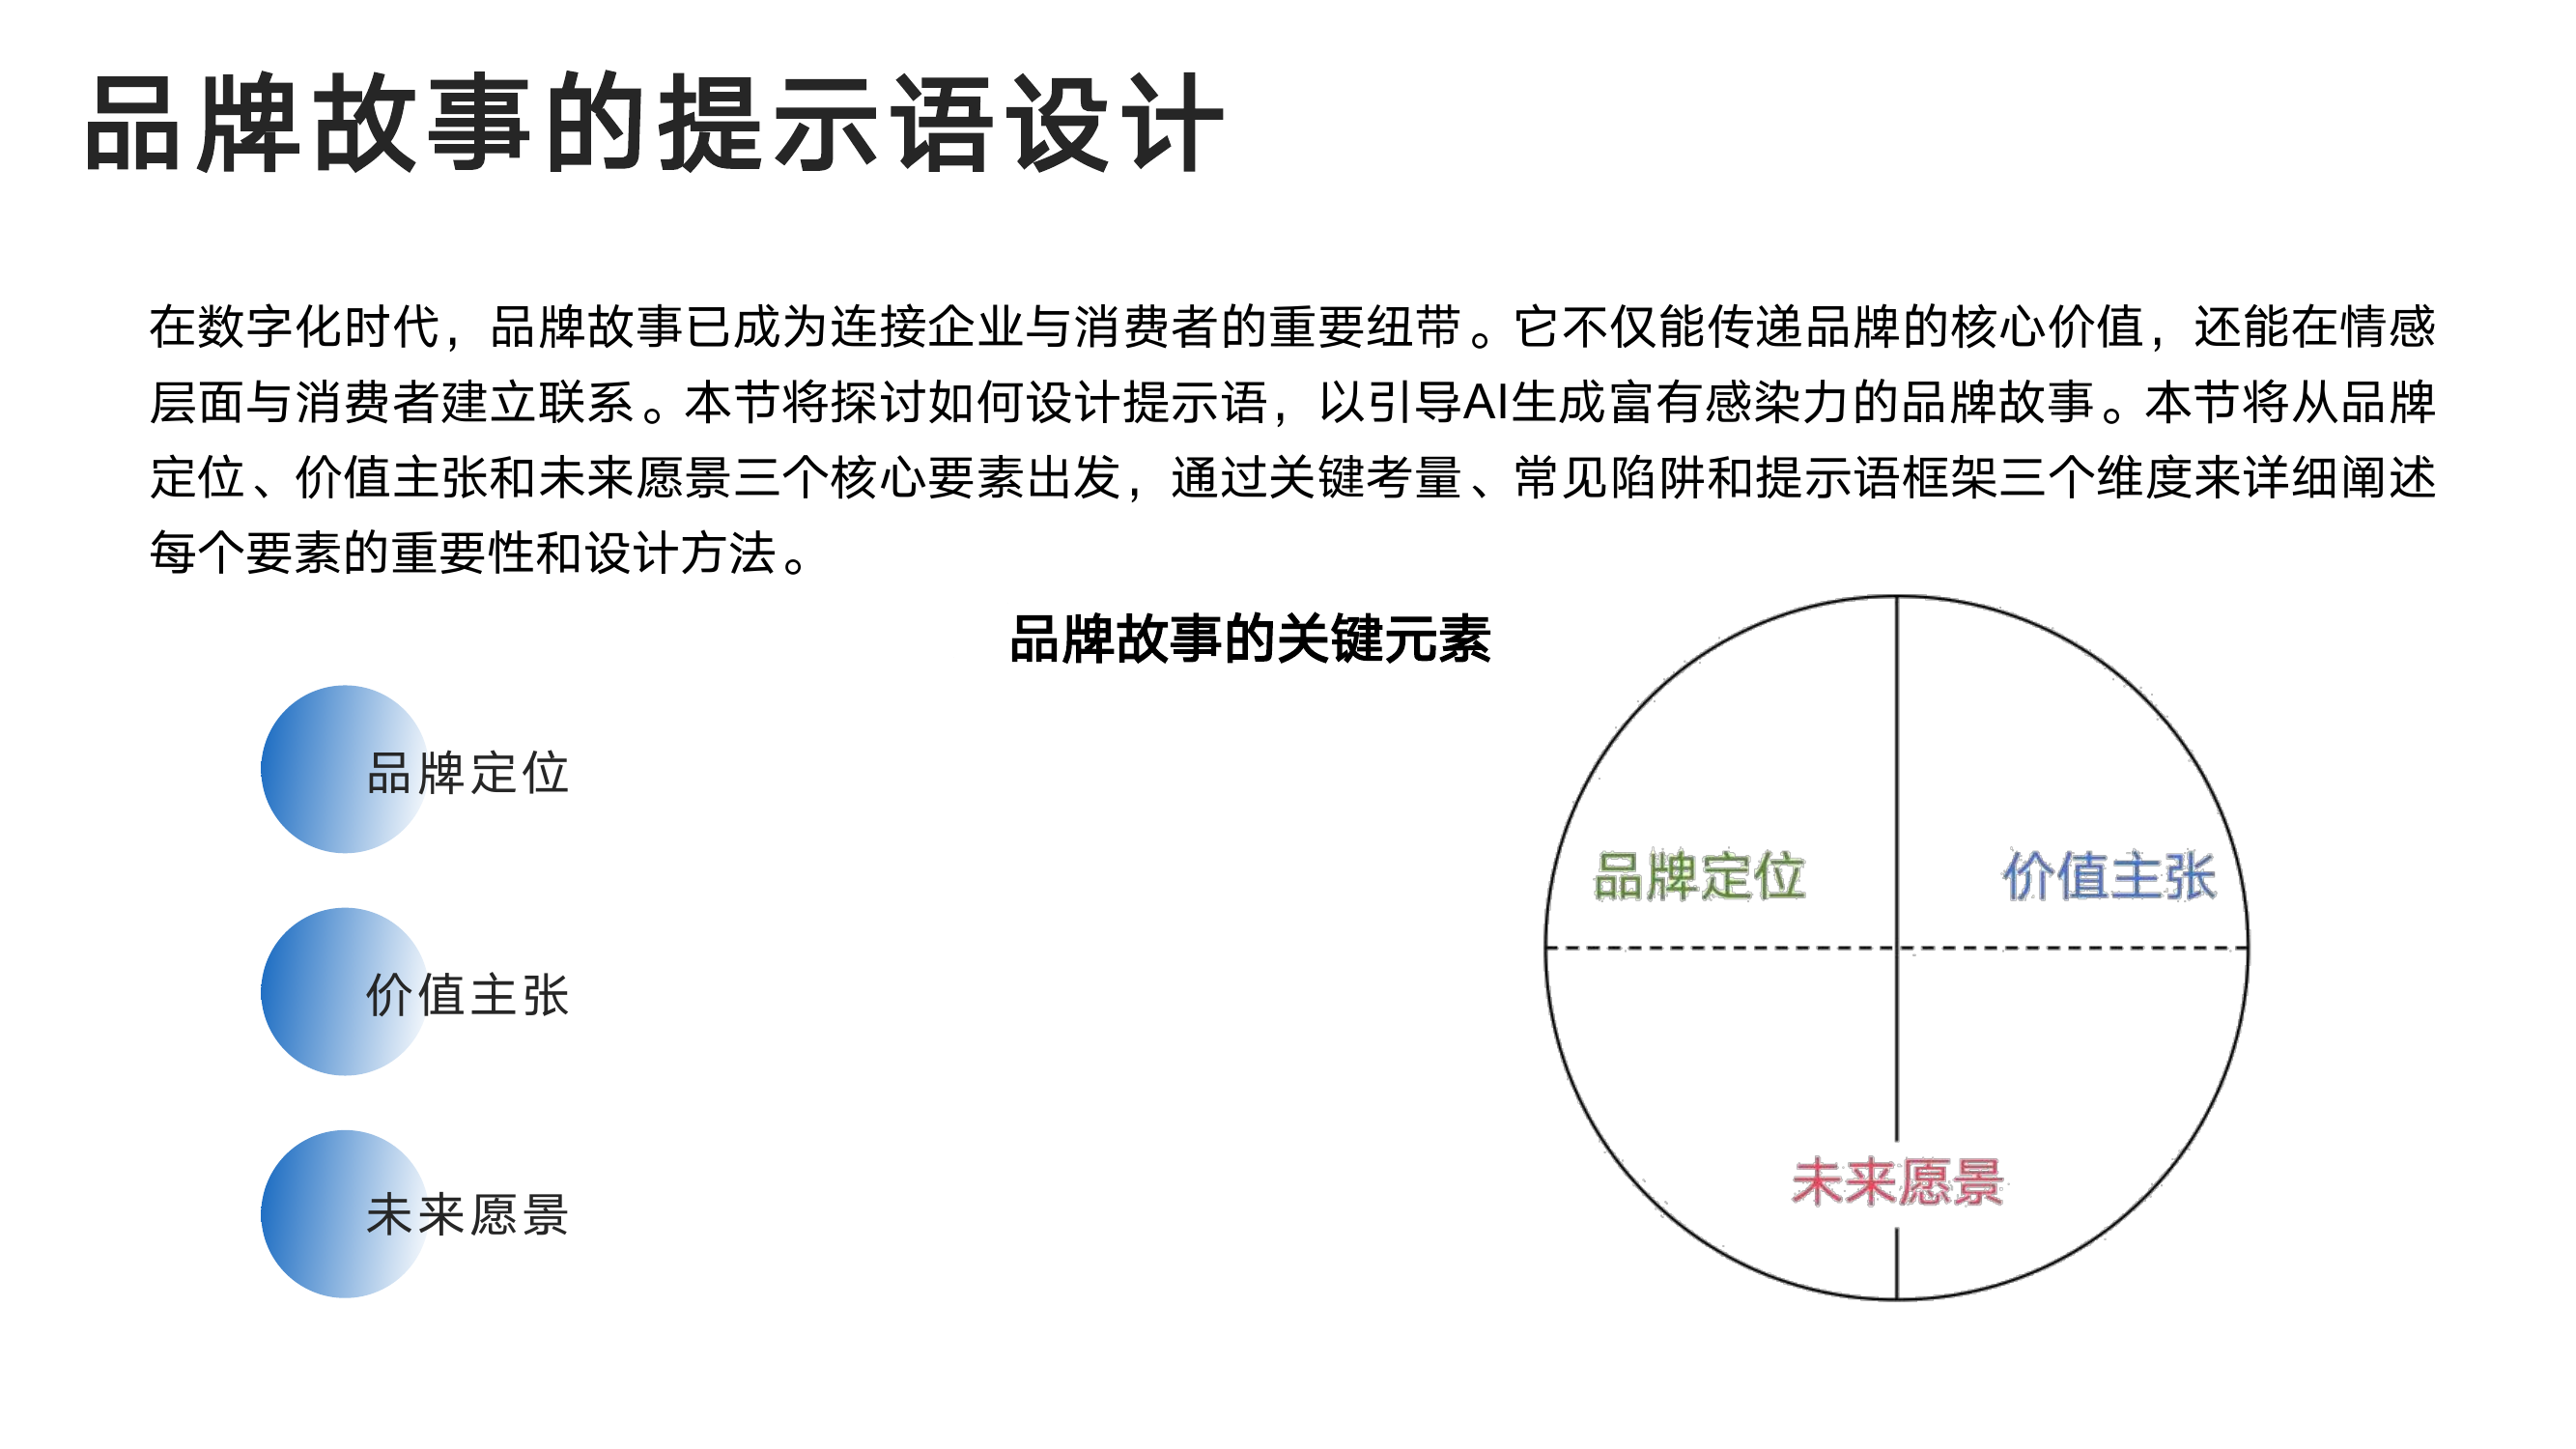 品牌故事的提示语设计
在数字化时代，品牌故事已成为连接企业与消费者的重要纽带。它不仅能传递品牌的核心价值，还能在情感
层面与消费者建立联系。本节将探讨如何设计提示语，以引导AI生成富有感染力的品牌故事。本节将从品牌
定位、价值主张和未来愿景三个核心要素出发，通过关键考量、常见陷阱和提示语框架三个维度来详细阐述
每个要素的重要性和设计方法。
品牌故事的关键元素
品牌定位
价值主张
未来愿景
品牌定位
价值主张
未来愿景